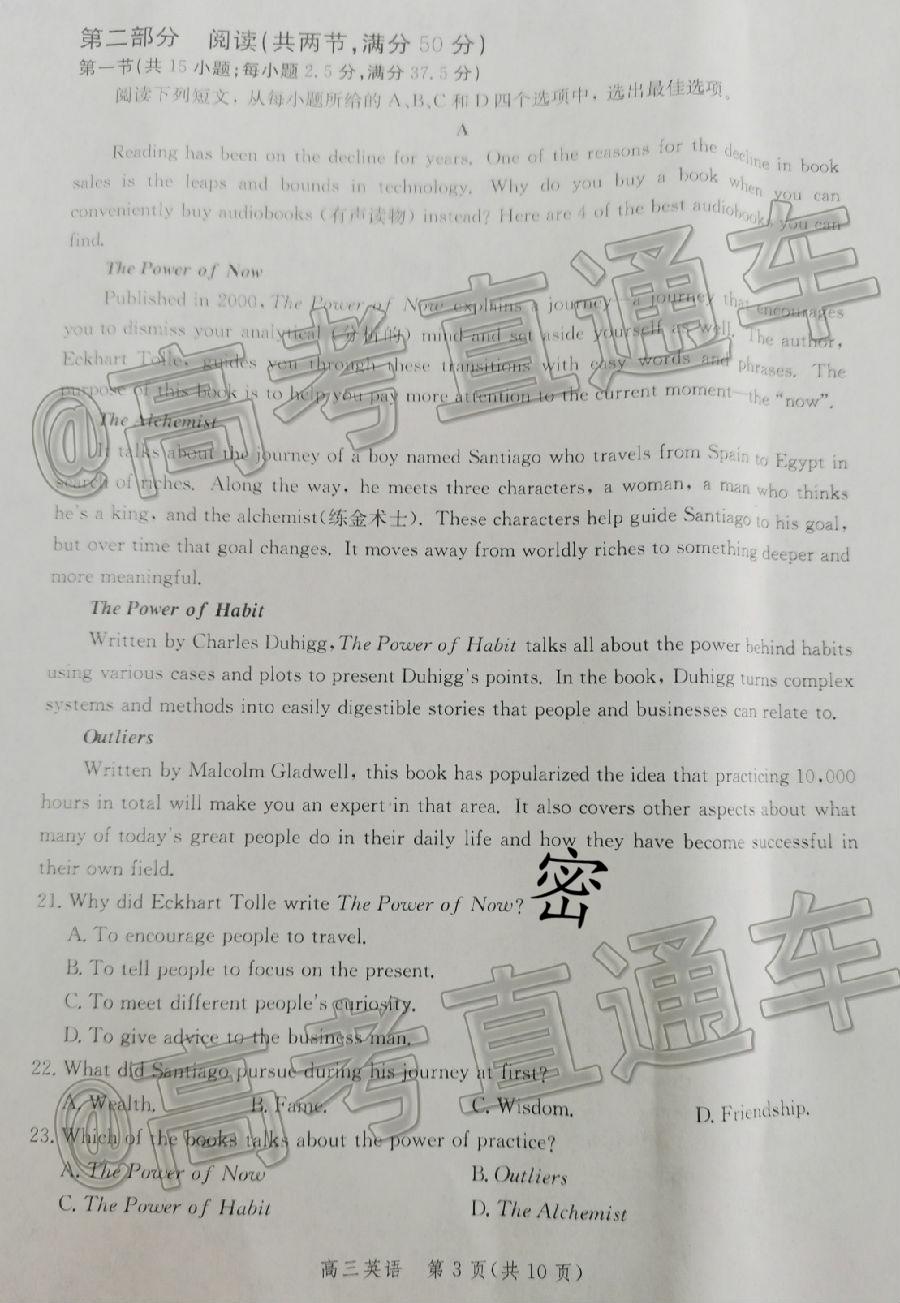 第二部分 阅读(共两节,满分50分)
第一节(共15小题;每小题2.5分,满分37.5分)
阅读下列短文,从每小题所给的A、B、C和D四个选项中,选出最佳选项。
A
Reading has been on the decline for years. One of the reasons for the decline in book
sales is the leaps and bounds in technology. Why do you buy a book when you can
conveniently buy audiobooks (有声读物) instead? Here are 4 of the best audiobooks you can
find.
The Power of Now
Published in 2000, The Power of Now explains a journey—a journey that encourages
you to dismiss your analytical (分析的) mind and set aside yourself as well. The author,
Eckhart Tolle, guides you through these transitions with easy words and phrases. The
purpose of this book is to help you pay more attention to the current moment—the "now".
The Alchemist
It talks about the journey of a boy named Santiago who travels from Spain to Egypt in
search of riches. Along the way, he meets three characters, a woman, a man who thinks
he's a king, and the alchemist(练金术士). These characters help guide Santiago to his goal,
but over time that goal changes. It moves away from worldly riches to something deeper and
more meaningful.
The Power of Habit
Written by Charles Duhigg, The Power of Habit talks all about the power behind habits
using various cases and plots to present Duhigg's points. In the book, Duhigg turns complex
systems and methods into easily digestible stories that people and businesses can relate to.
Outliers
Written by Malcolm Gladwell, this book has popularized the idea that practicing 10,000
hours in total will make you an expert in that area. It also covers other aspects about what
many of today's great people do in their daily life and how they have become successful in
their own field.
密
21. Why did Eckhart Tolle write The Power of Now?
A. To encourage people to travel.
B. To tell people to focus on the present.
C. To meet different people's curiosity.
D. To give advice to the business man.
22. What did Santiago pursue during his journey at first?
A. Wealth. B. Fame. C. Wisdom. D. Friendship.
23. Which of the books talks about the power of practice?
A. The Power of Now B. Outliers
C. The Power of Habit D. The Alchemist
高三英语 第3页(共10页)
@高考直通车
@高考直通车